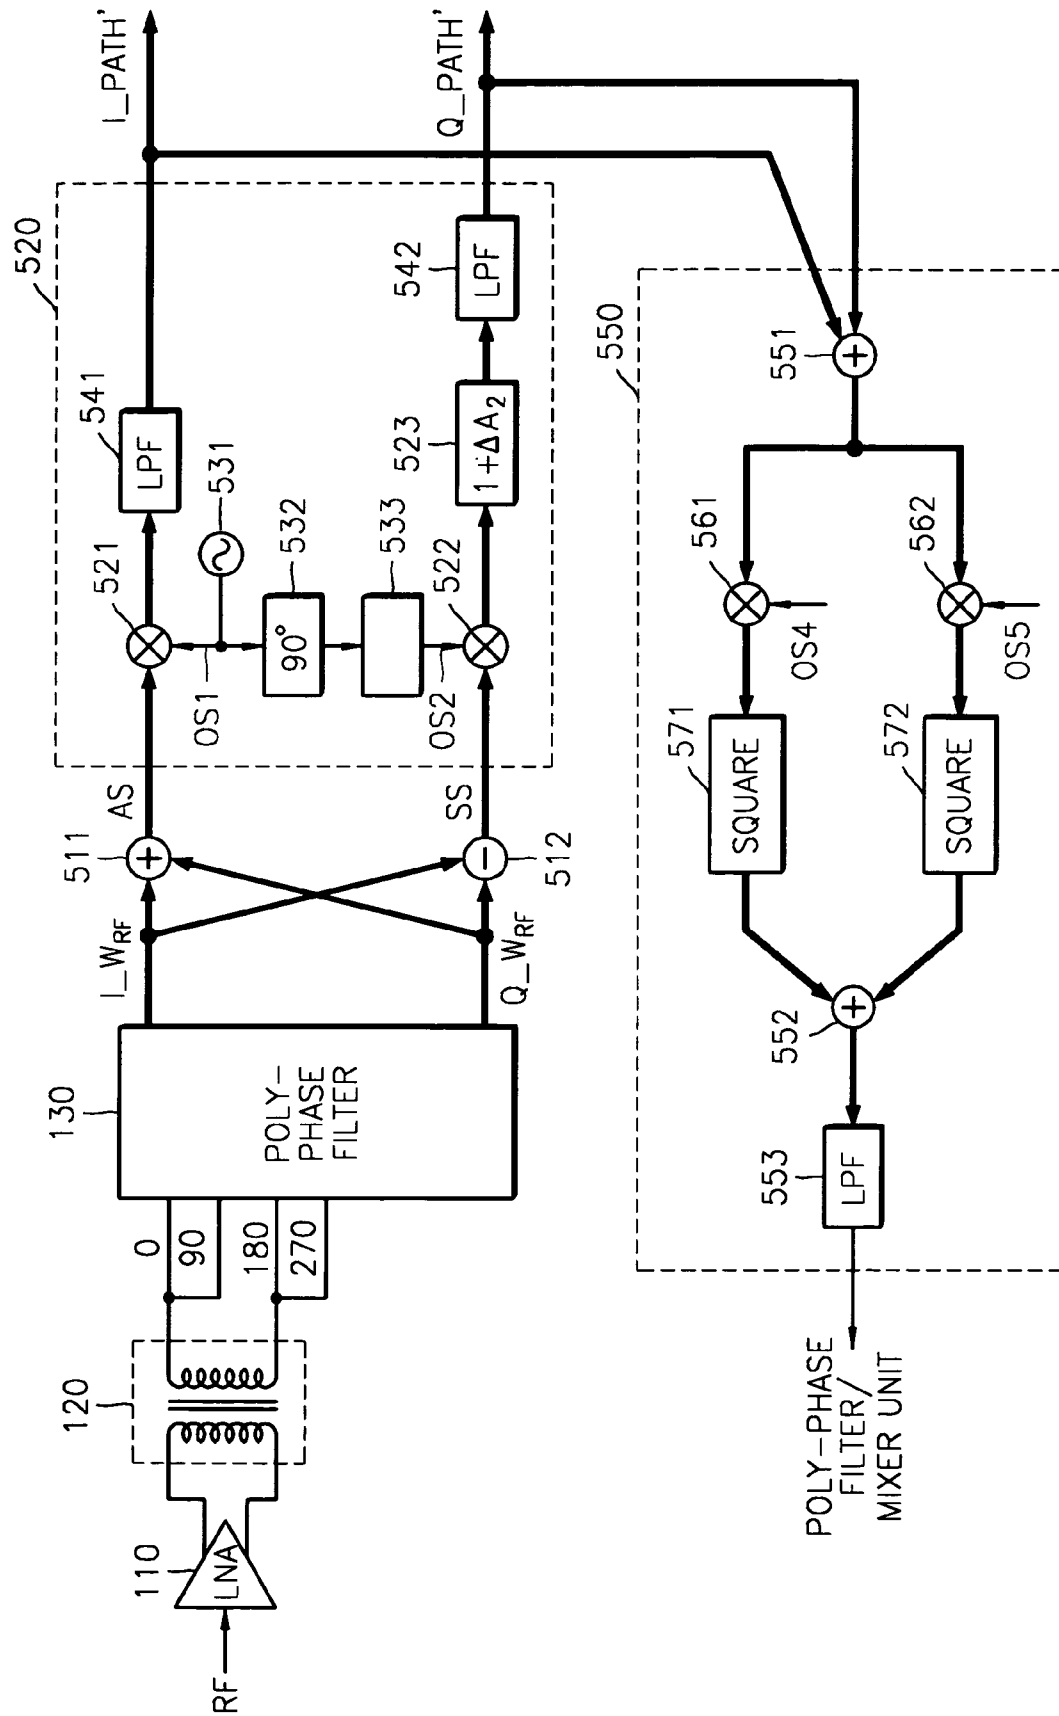 RF
110
LNA
120
0
90
180
270
130
POLY-
PHASE
FILTER
I_WRF
Q_WRF
511
+
AS
512
-
SS
520
521
OS1
531
90°
532
533
OS2
522
541
LPF
1+ΔA2
523
LPF
542
I_PATH'
Q_PATH'
550
551
+
561
OS4
562
OS5
571
SQUARE
572
SQUARE
552
+
553
LPF
POLY-PHASE
FILTER/
MIXER UNIT